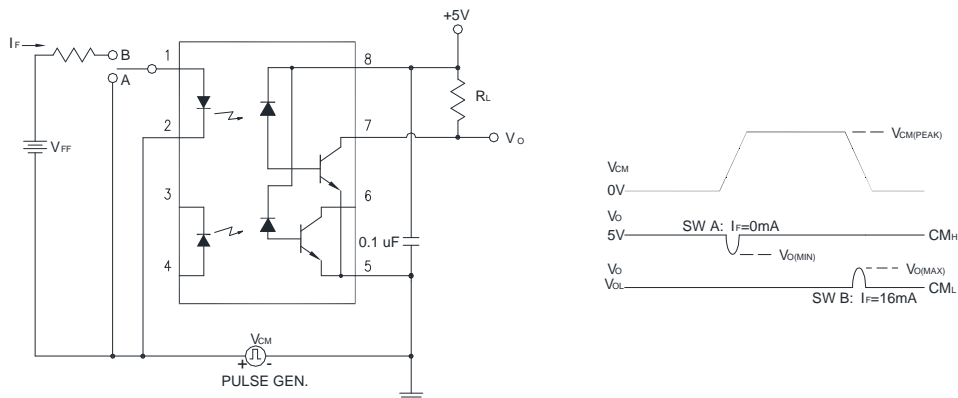 +5V
IF
B
A
1
8
RL
2
7
VO
VFF
3
6
4
5
0.1 uF
VCM
+ -
PULSE GEN.
VCM(PEAK)
VCM
0V
VO
SW A: IF=0mA
5V
CMH
VO(MIN)
VO
VO(MAX)
VOL
CML
SW B: IF=16mA